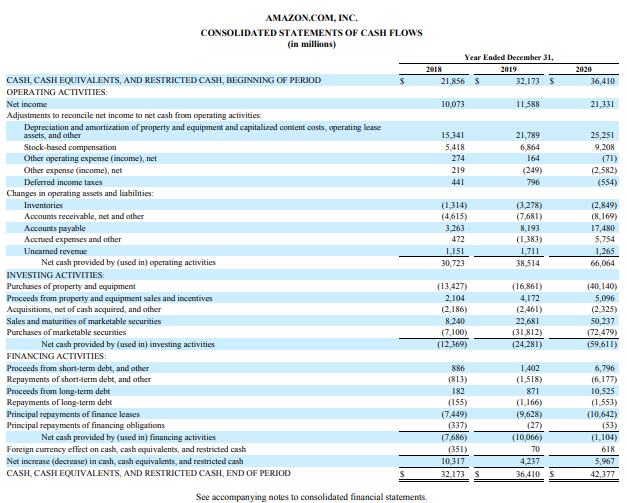 AMAZON.COM, INC.
CONSOLIDATED STATEMENTS OF CASH FLOWS
(in millions)
Year Ended December 31,
2018 2019 2020
CASH, CASH EQUIVALENTS, AND RESTRICTED CASH, BEGINNING OF PERIOD $ 21,856 $ 32,173 $ 36,410
OPERATING ACTIVITIES:
Net income 10,073 11,588 21,331
Adjustments to reconcile net income to net cash from operating activities:
Depreciation and amortization of property and equipment and capitalized content costs, operating lease
assets, and other 15,341 21,789 25,251
Stock-based compensation 5,418 6,864 9,208
Other operating expense (income), net 274 164 (71)
Other expense (income), net 219 (249) (2,582)
Deferred income taxes 441 796 (554)
Changes in operating assets and liabilities:
Inventories (1,314) (3,278) (2,849)
Accounts receivable, net and other (4,615) (7,681) (8,169)
Accounts payable 3,263 8,193 17,480
Accrued expenses and other 472 (1,383) 5,754
Unearned revenue 1,151 1,711 1,265
Net cash provided by (used in) operating activities 30,723 38,514 66,064
INVESTING ACTIVITIES:
Purchases of property and equipment (13,427) (16,861) (40,140)
Proceeds from property and equipment sales and incentives 2,104 4,172 5,096
Acquisitions, net of cash acquired, and other (2,186) (2,461) (2,325)
Sales and maturities of marketable securities 8,240 22,681 50,237
Purchases of marketable securities (7,100) (31,812) (72,479)
Net cash provided by (used in) investing activities (12,369) (24,281) (59,611)
FINANCING ACTIVITIES:
Proceeds from short-term debt, and other 886 1,402 6,796
Repayments of short-term debt, and other (813) (1,518) (6,177)
Proceeds from long-term debt 182 871 10,525
Repayments of long-term debt (155) (1,166) (1,553)
Principal repayments of finance leases (7,449) (9,628) (10,642)
Principal repayments of financing obligations (337) (27) (53)
Net cash provided by (used in) financing activities (7,686) (10,066) (1,104)
Foreign currency effect on cash, cash equivalents, and restricted cash (351) 70 618
Net increase (decrease) in cash, cash equivalents, and restricted cash 10,317 4,237 5,967
CASH, CASH EQUIVALENTS, AND RESTRICTED CASH, END OF PERIOD $ 32,173 $ 36,410 $ 42,377
See accompanying notes to consolidated financial statements.